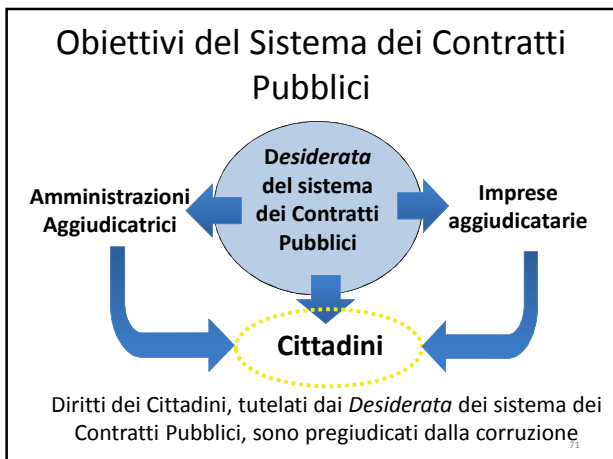 Obiettivi del Sistema dei Contratti
Pubblici
Desiderata
del sistema
dei Contratti
Pubblici
Amministrazioni
Aggiudicatrici
Imprese
aggiudicatarie
Cittadini
Diritti dei Cittadini, tutelati dai Desiderata dei sistema dei
Contratti Pubblici, sono pregiudicati dalla corruzione
71